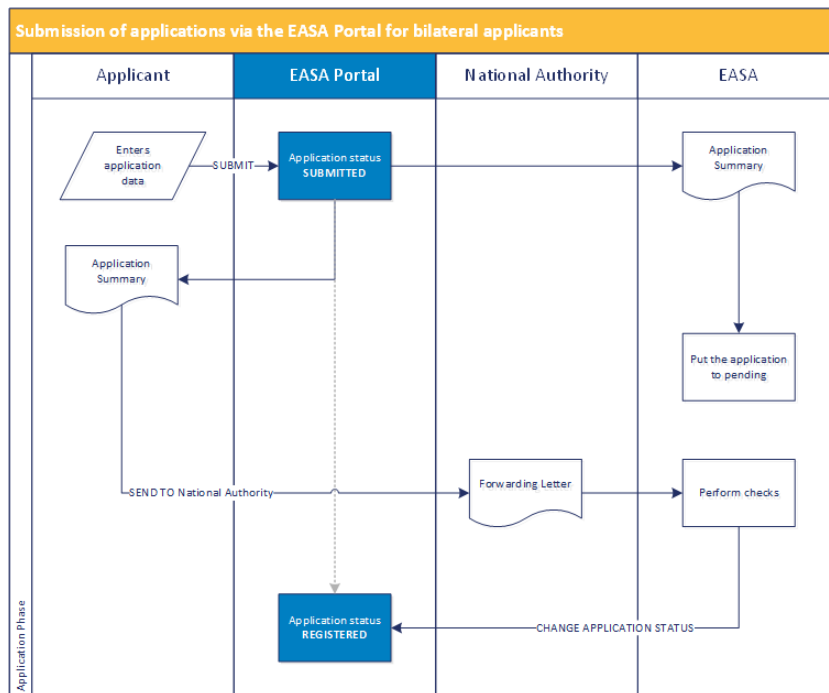 Submission of applications via the EASA Portal for bilateral applicants
Applicant
EASA Portal
National Authority
EASA
Enters
application
data
SUBMIT
Application status
SUBMITTED
Application
Summary
Application
Summary
Put the application
to pending
SEND TO National Authority
Forwarding Letter
Perform checks
Application status
REGISTERED
CHANGE APPLICATION STATUS
Application Phase